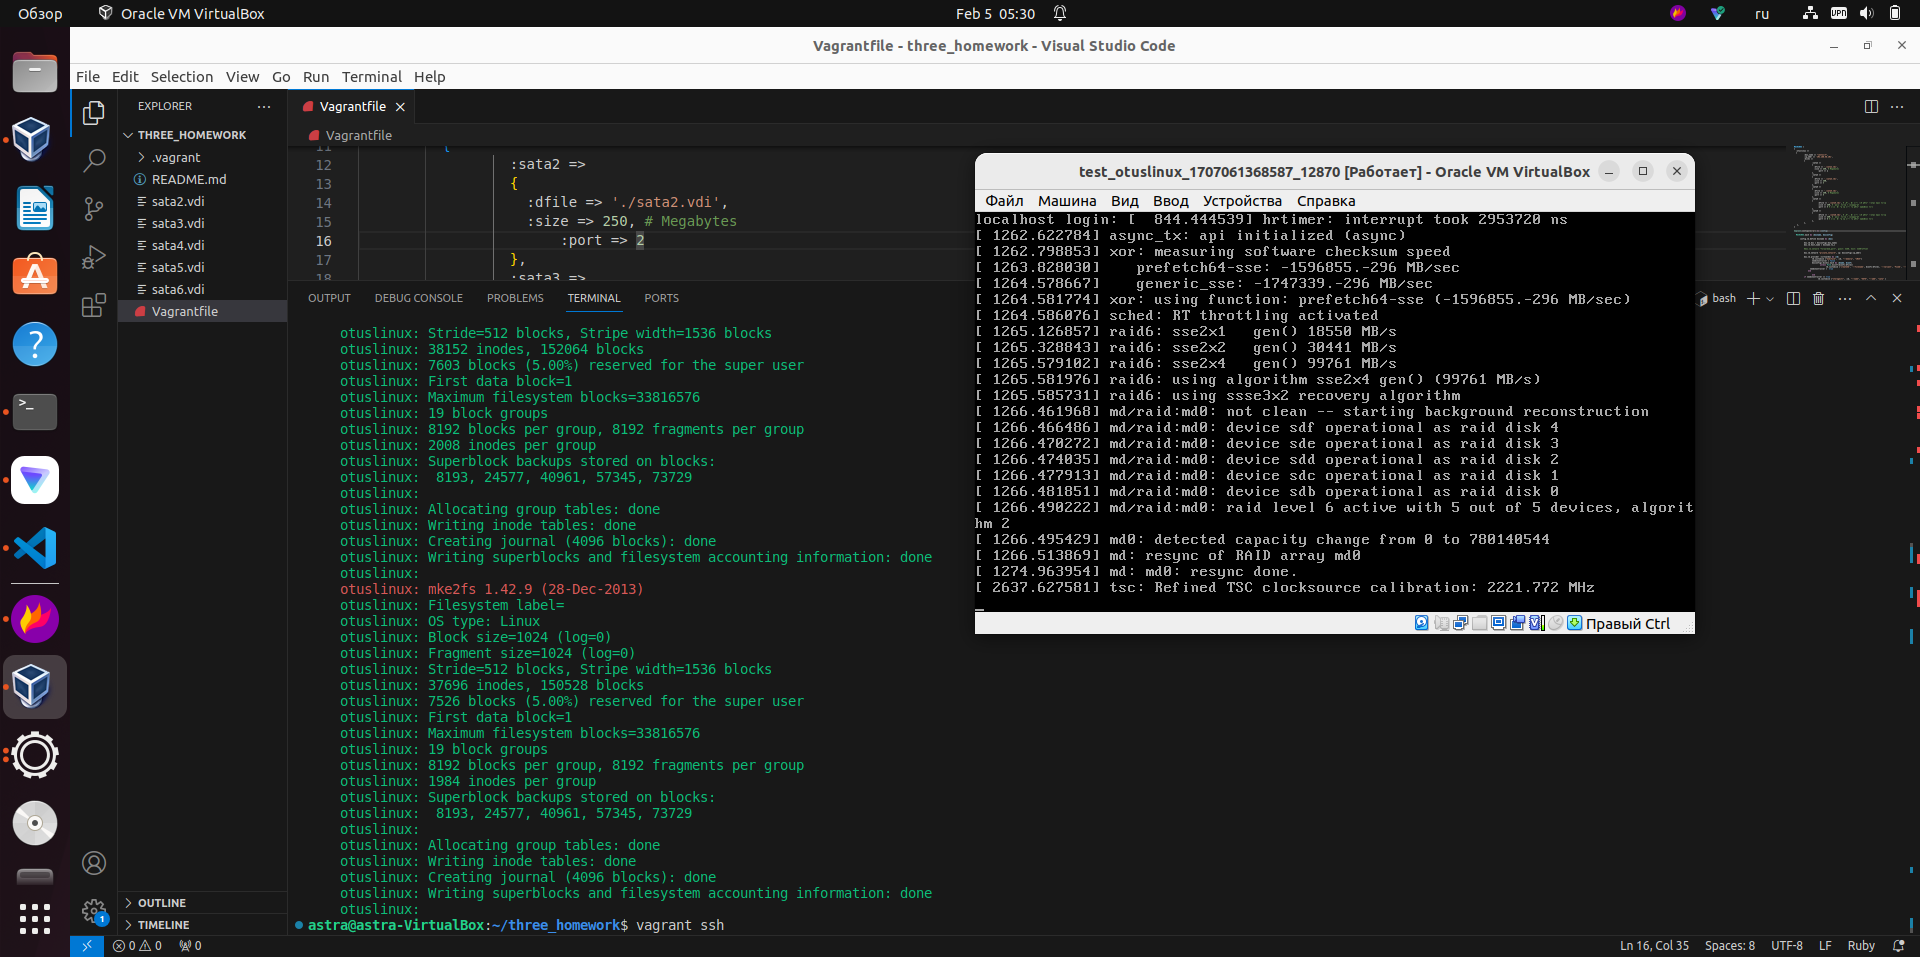 Обзор
Oracle VM VirtualBox
Feb 5 05:30
ru
VPN
Vagrantfile - three_homework - Visual Studio Code
File Edit Selection View Go Run Terminal Help
EXPLORER
THREE_HOMEWORK
.vagrant
README.md
sata2.vdi
sata3.vdi
sata4.vdi
sata5.vdi
sata6.vdi
Vagrantfile
OUTLINE
TIMELINE
Vagrantfile
Vagrantfile
11 {
12 :sata2 =>
13 {
14 :dfile => './sata2.vdi',
15 :size => 250, # Megabytes
16 :port => 2
17 },
18 :sata3 =>
OUTPUT DEBUG CONSOLE PROBLEMS TERMINAL PORTS
bash
otuslinux: Stride=512 blocks, Stripe width=1536 blocks
otuslinux: 38152 inodes, 152064 blocks
otuslinux: 7603 blocks (5.00%) reserved for the super user
otuslinux: First data block=1
otuslinux: Maximum filesystem blocks=33816576
otuslinux: 19 block groups
otuslinux: 8192 blocks per group, 8192 fragments per group
otuslinux: 2008 inodes per group
otuslinux: Superblock backups stored on blocks:
otuslinux:  8193, 24577, 40961, 57345, 73729
otuslinux:
otuslinux: Allocating group tables: done
otuslinux: Writing inode tables: done
otuslinux: Creating journal (4096 blocks): done
otuslinux: Writing superblocks and filesystem accounting information: done
otuslinux:
otuslinux: mke2fs 1.42.9 (28-Dec-2013)
otuslinux: Filesystem label=
otuslinux: OS type: Linux
otuslinux: Block size=1024 (log=0)
otuslinux: Fragment size=1024 (log=0)
otuslinux: Stride=512 blocks, Stripe width=1536 blocks
otuslinux: 37696 inodes, 150528 blocks
otuslinux: 7526 blocks (5.00%) reserved for the super user
otuslinux: First data block=1
otuslinux: Maximum filesystem blocks=33816576
otuslinux: 19 block groups
otuslinux: 8192 blocks per group, 8192 fragments per group
otuslinux: 1984 inodes per group
otuslinux: Superblock backups stored on blocks:
otuslinux:  8193, 24577, 40961, 57345, 73729
otuslinux:
otuslinux: Allocating group tables: done
otuslinux: Writing inode tables: done
otuslinux: Creating journal (4096 blocks): done
otuslinux: Writing superblocks and filesystem accounting information: done
otuslinux:
astra@astra-VirtualBox:~/three_homework$ vagrant ssh
test_otuslinux_1707061368587_12870 [Работает] - Oracle VM VirtualBox
Файл Машина Вид Ввод Устройства Справка
localhost login: [  844.444539] hrtimer: interrupt took 2953720 ns
[ 1262.622784] async_tx: api initialized (async)
[ 1262.798853] xor: measuring software checksum speed
[ 1263.828030]    prefetch64-sse: -1596855.-296 MB/sec
[ 1264.578667]    generic_sse: -1747339.-296 MB/sec
[ 1264.581774] xor: using function: prefetch64-sse (-1596855.-296 MB/sec)
[ 1264.586076] sched: RT throttling activated
[ 1265.126857] raid6: sse2x1   gen() 18550 MB/s
[ 1265.328843] raid6: sse2x2   gen() 30441 MB/s
[ 1265.579102] raid6: sse2x4   gen() 99761 MB/s
[ 1265.581976] raid6: using algorithm sse2x4 gen() (99761 MB/s)
[ 1265.585731] raid6: using ssse3x2 recovery algorithm
[ 1266.461968] md/raid:md0: not clean -- starting background reconstruction
[ 1266.466486] md/raid:md0: device sdf operational as raid disk 4
[ 1266.470272] md/raid:md0: device sde operational as raid disk 3
[ 1266.474035] md/raid:md0: device sdd operational as raid disk 2
[ 1266.477913] md/raid:md0: device sdc operational as raid disk 1
[ 1266.481851] md/raid:md0: device sdb operational as raid disk 0
[ 1266.490222] md/raid:md0: raid level 6 active with 5 out of 5 devices, algorit
hm 2
[ 1266.495429] md0: detected capacity change from 0 to 780140544
[ 1266.513869] md: resync of RAID array md0
[ 1274.963954] md: md0: resync done.
[ 2637.627581] tsc: Refined TSC clocksource calibration: 2221.772 MHz
Правый Ctrl
1
0 0 0
Ln 16, Col 35 Spaces: 8 UTF-8 LF Ruby